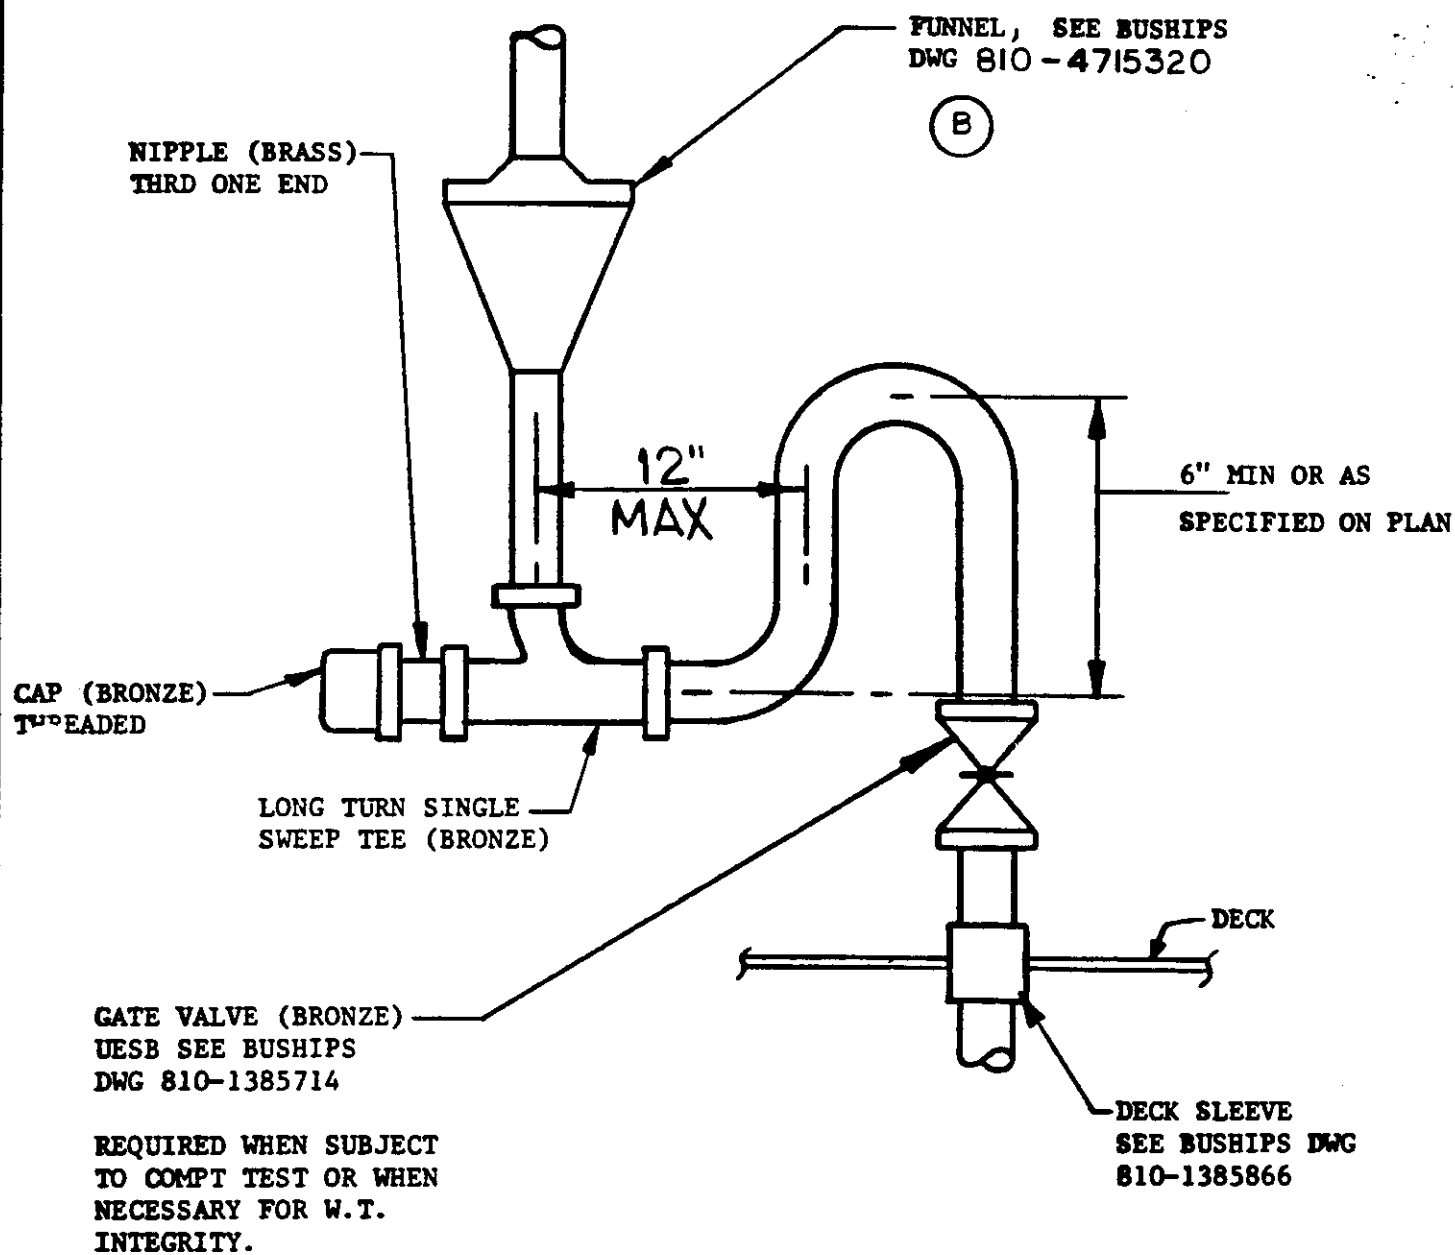 FUNNEL, SEE BUSHIPS
DWG 810-4715320
B
NIPPLE (BRASS)
THRD ONE END
12"
MAX
6" MIN OR AS
SPECIFIED ON PLAN
CAP (BRONZE)
THREADED
LONG TURN SINGLE
SWEEP TEE (BRONZE)
DECK
GATE VALVE (BRONZE)
UESB SEE BUSHIPS
DWG 810-1385714
REQUIRED WHEN SUBJECT
TO COMPT TEST OR WHEN
NECESSARY FOR W.T.
INTEGRITY.
DECK SLEEVE
SEE BUSHIPS DWG
810-1385866